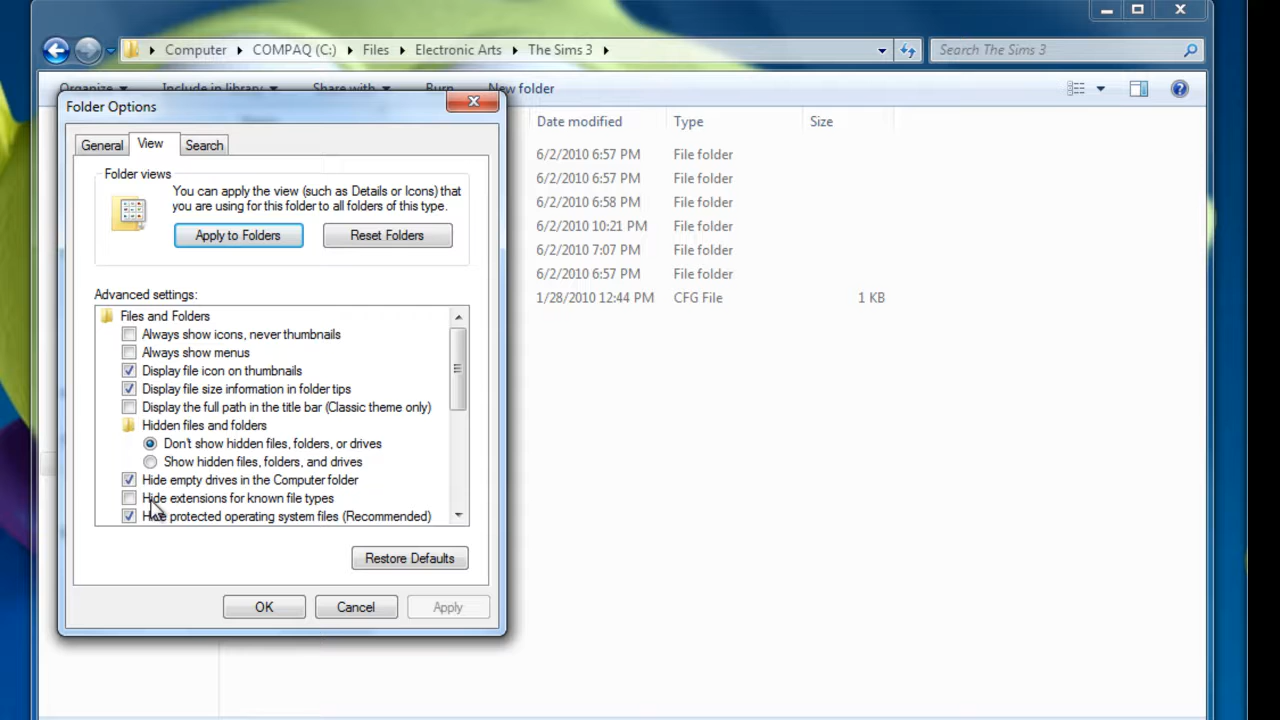 Computer COMPAQ (C:) Files Electronic Arts The Sims 3
Search The Sims 3
Organize Include in library Share with Burn New folder
Folder Options
General View Search
Folder views
You can apply the view (such as Details or Icons) that
you are using for this folder to all folders of this type.
Apply to Folders Reset Folders
Advanced settings:
Files and Folders
Always show icons, never thumbnails
Always show menus
Display file icon on thumbnails
Display file size information in folder tips
Display the full path in the title bar (Classic theme only)
Hidden files and folders
Don't show hidden files, folders, or drives
Show hidden files, folders, and drives
Hide empty drives in the Computer folder
Hide extensions for known file types
Hide protected operating system files (Recommended)
Restore Defaults
OK Cancel Apply
Date modified Type Size
6/2/2010 6:57 PM File folder
6/2/2010 6:57 PM File folder
6/2/2010 6:58 PM File folder
6/2/2010 10:21 PM File folder
6/2/2010 7:07 PM File folder
6/2/2010 6:57 PM File folder
1/28/2010 12:44 PM CFG File 1 KB